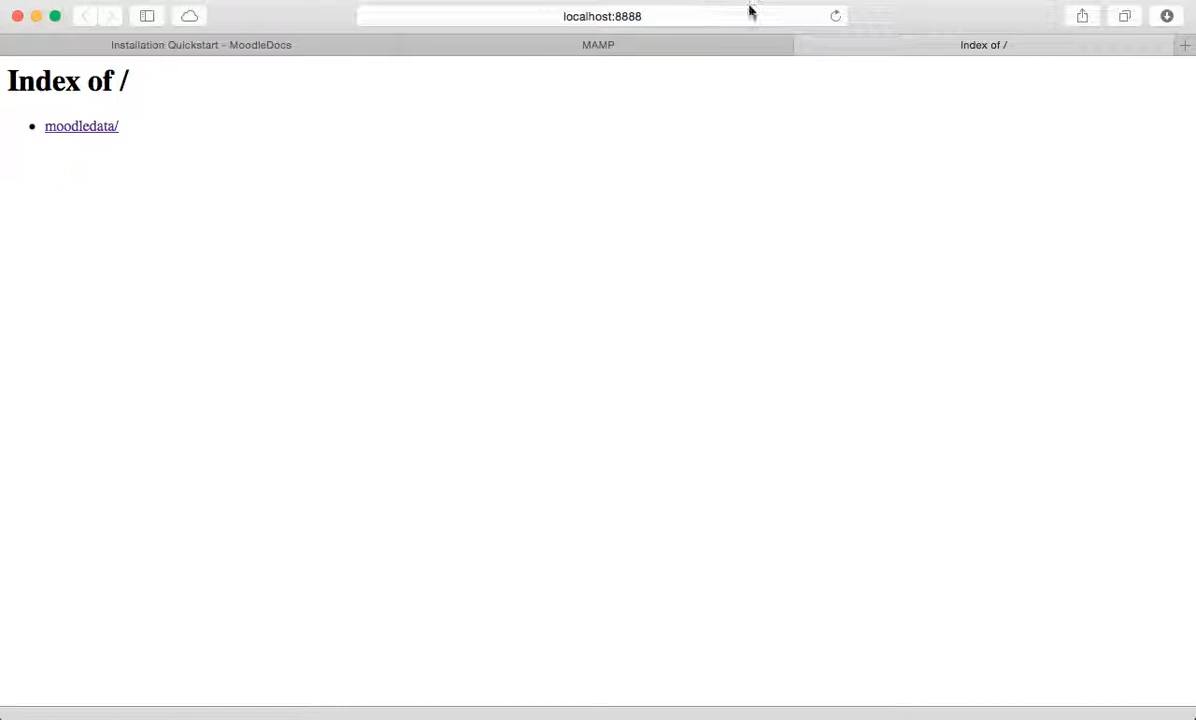 localhost:8888
Installation Quickstart – MoodleDocs
MAMP
Index of /
Index of /
moodledata/